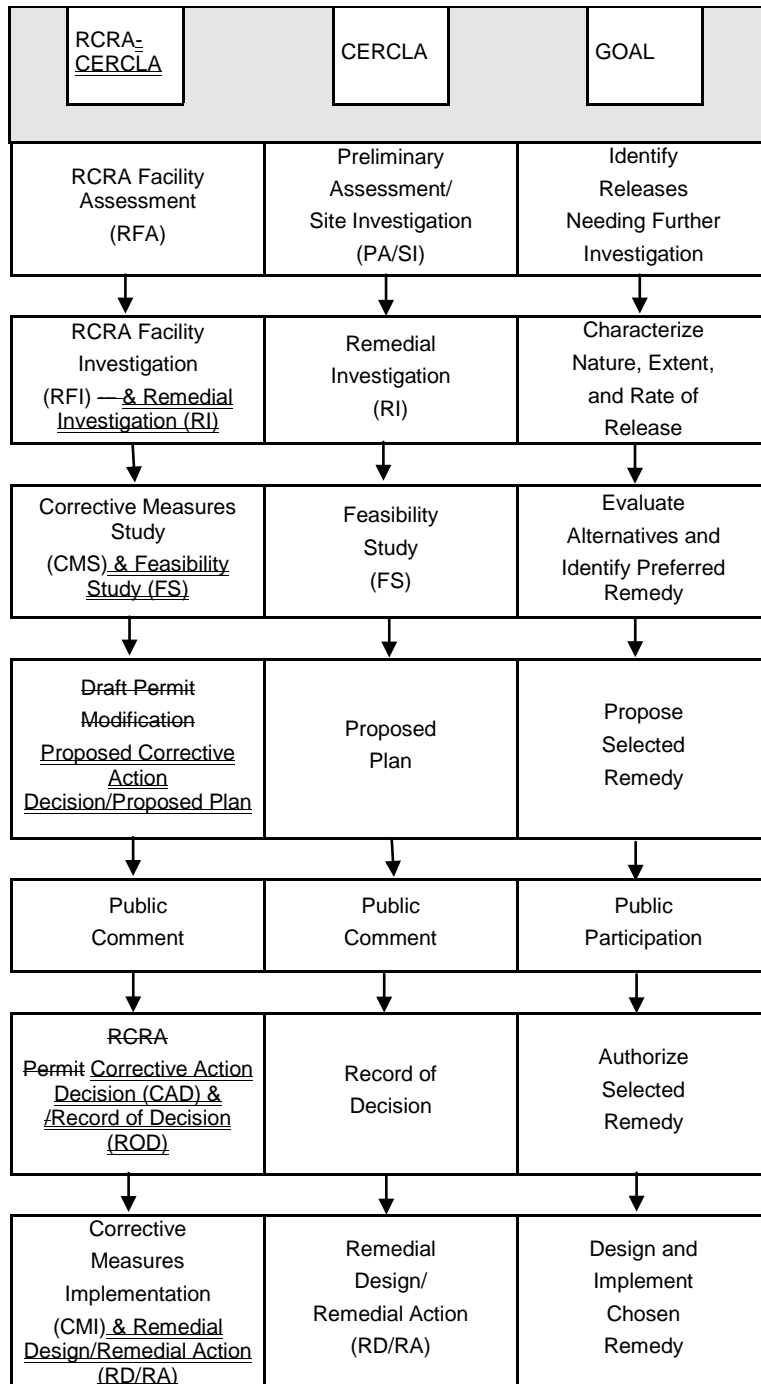 RCRA-
CERCLA
CERCLA
GOAL
RCRA Facility
Assessment
(RFA)
Preliminary
Assessment/
Site Investigation
(PA/SI)
Identify
Releases
Needing Further
Investigation
RCRA Facility
Investigation
(RFI) — & Remedial
Investigation (RI)
Remedial
Investigation
(RI)
Characterize
Nature, Extent,
and Rate of
Release
Corrective Measures
Study
(CMS) & Feasibility
Study (FS)
Feasibility
Study
(FS)
Evaluate
Alternatives and
Identify Preferred
Remedy
Draft Permit
Modification
Proposed Corrective
Action
Decision/Proposed Plan
Proposed
Plan
Propose
Selected
Remedy
Public
Comment
Public
Comment
Public
Participation
RCRA
Permit Corrective Action
Decision (CAD) &
/Record of Decision
(ROD)
Record of
Decision
Authorize
Selected
Remedy
Corrective
Measures
Implementation
(CMI) & Remedial
Design/Remedial Action
(RD/RA)
Remedial
Design/
Remedial Action
(RD/RA)
Design and
Implement
Chosen
Remedy